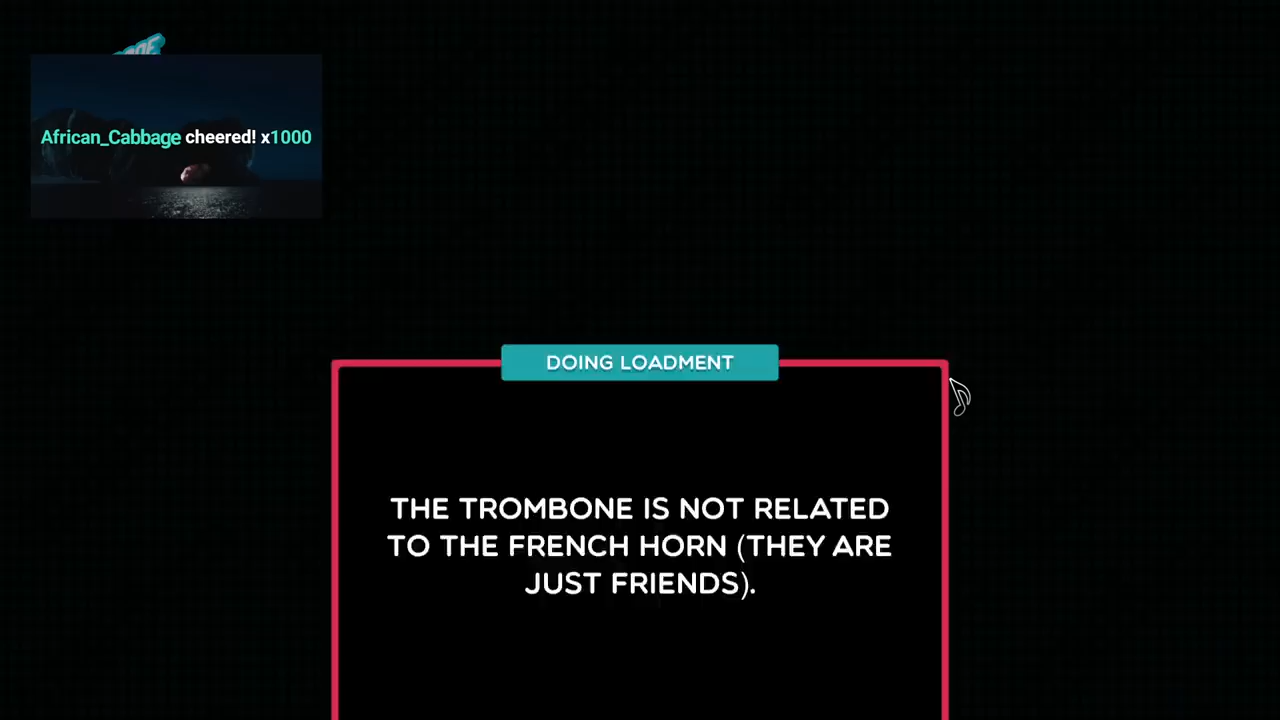 African_Cabbage cheered! x1000
DOING LOADMENT
THE TROMBONE IS NOT RELATED
TO THE FRENCH HORN (THEY ARE
JUST FRIENDS).